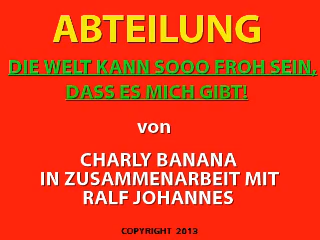 ABTEILUNG
DIE WELT KANN SOOO FROH SEIN,
DASS ES MICH GIBT!
von
CHARLY BANANA
IN ZUSAMMENARBEIT MIT
RALF JOHANNES
COPYRIGHT 2013